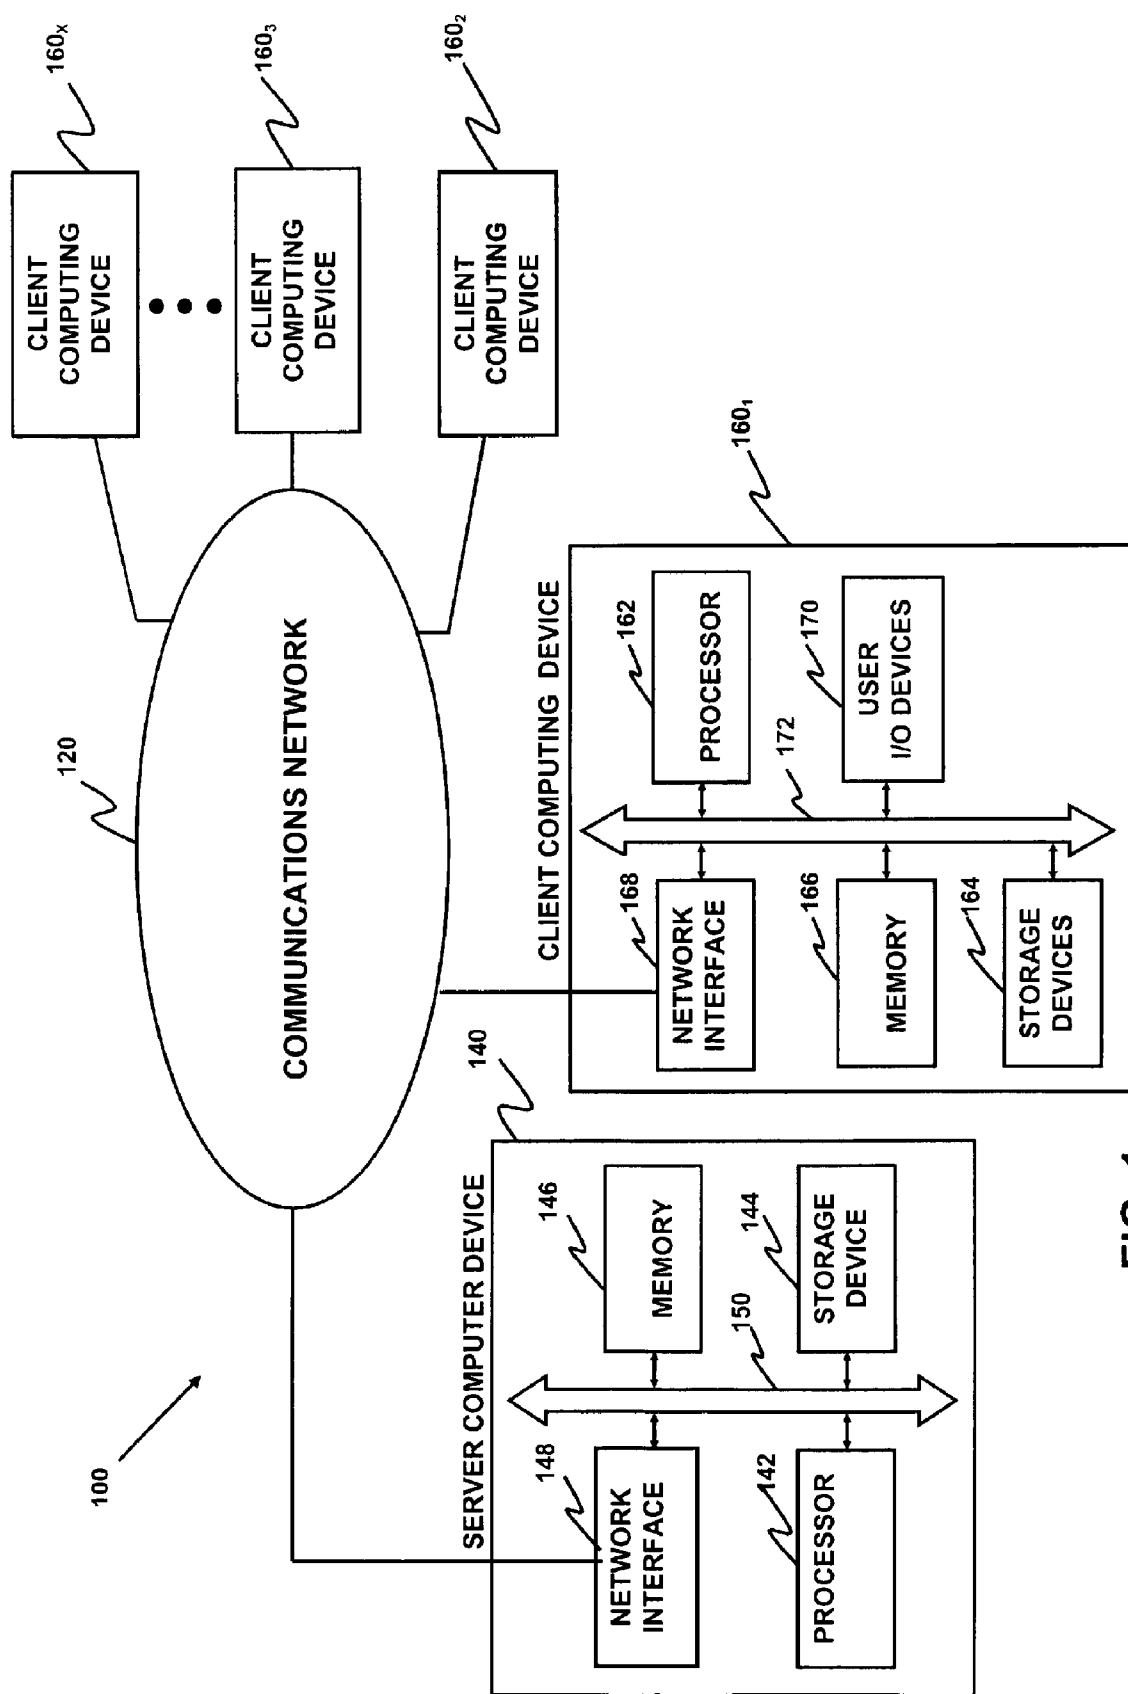 100
120
COMMUNICATIONS NETWORK
CLIENT
COMPUTING
DEVICE
160X
CLIENT
COMPUTING
DEVICE
1603
CLIENT
COMPUTING
DEVICE
1602
SERVER COMPUTER DEVICE
140
148
NETWORK
INTERFACE
146
MEMORY
150
142
PROCESSOR
144
STORAGE
DEVICE
CLIENT COMPUTING DEVICE
1601
168
NETWORK
INTERFACE
162
PROCESSOR
172
166
MEMORY
170
USER
I/O DEVICES
164
STORAGE
DEVICES